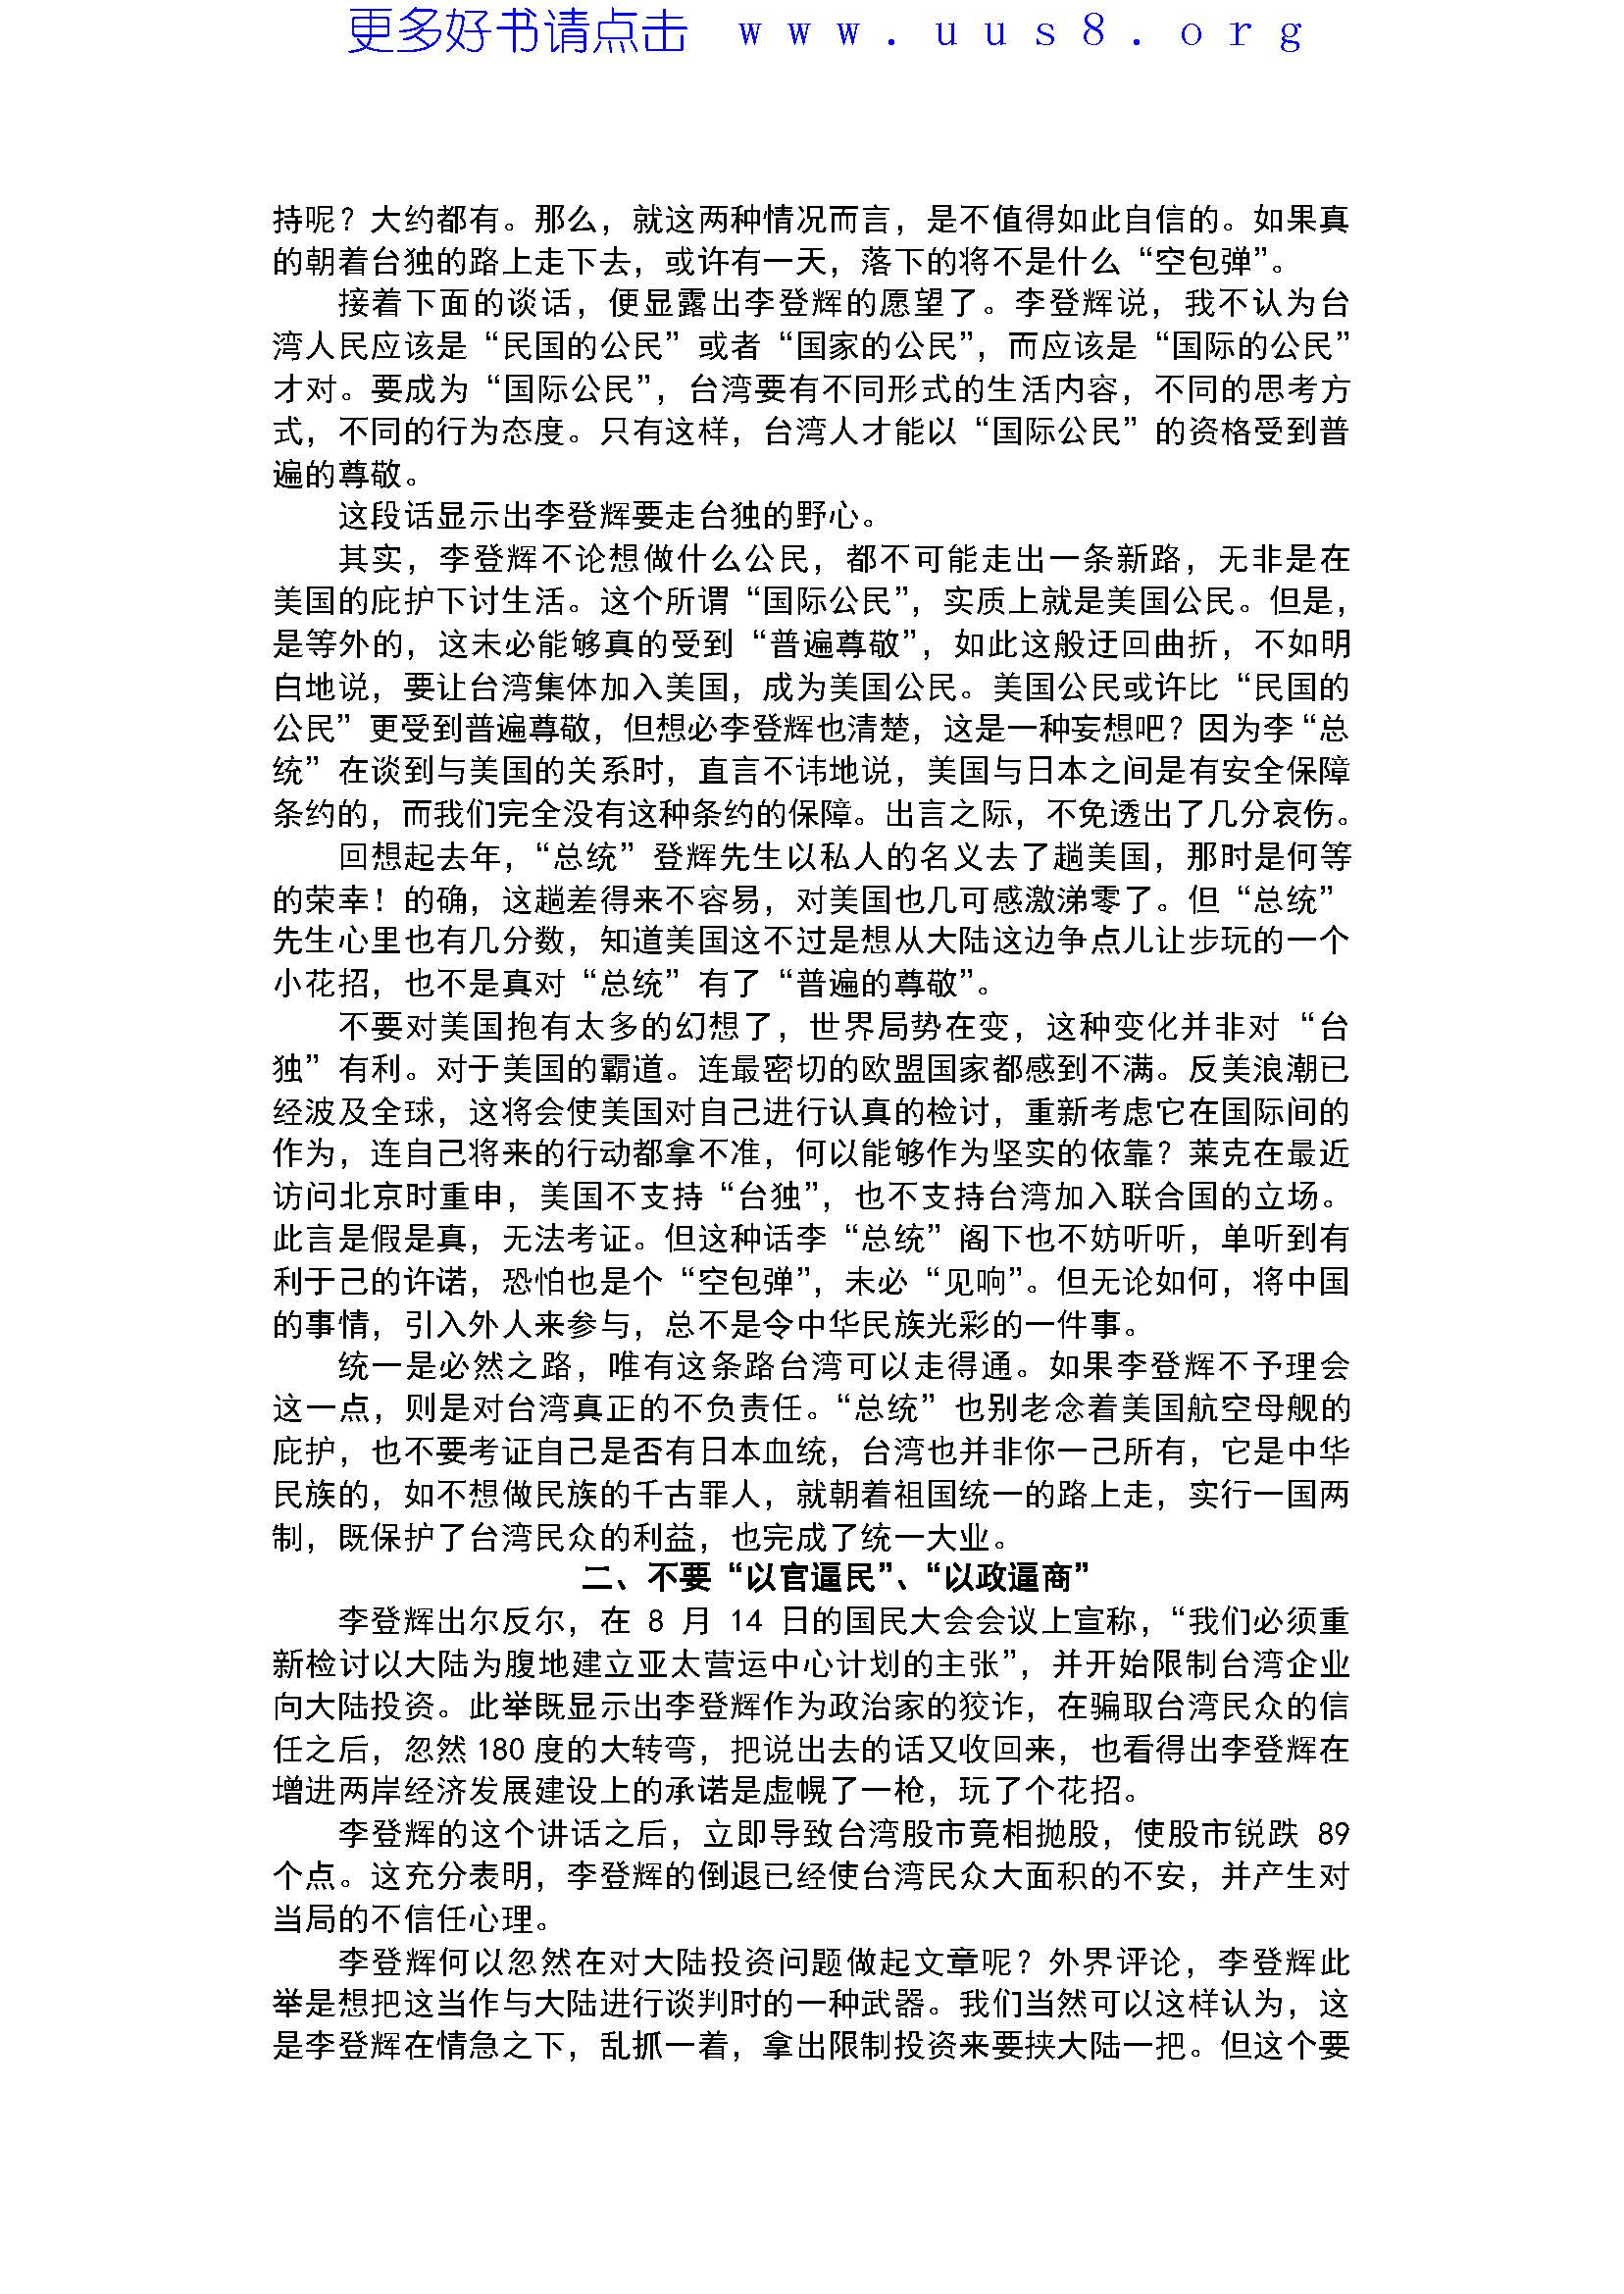 更多好书请点击 www.uus8.org
持呢？大约都有。那么，就这两种情况而言，是不值得如此自信的。如果真
的朝着台独的路上走下去，或许有一天，落下的将不是什么“空包弹”。
接着下面的谈话，便显露出李登辉的愿望了。李登辉说，我不认为台
湾人民应该是“民国的公民”或者“国家的公民”，而应该是“国际的公民”
才对。要成为“国际公民”，台湾要有不同形式的生活内容，不同的思考方
式，不同的行为态度。只有这样，台湾人才能以“国际公民”的资格受到普
遍的尊敬。
这段话显示出李登辉要走台独的野心。
其实，李登辉不论想做什么公民，都不可能走出一条新路，无非是在
美国的庇护下讨生活。这个所谓“国际公民”，实质上就是美国公民。但是，
是等外的，这未必能够真的受到“普遍尊敬”，如此这般迂回曲折，不如明
白地说，要让台湾集体加入美国，成为美国公民。美国公民或许比“民国的
公民”更受到普遍尊敬，但想必李登辉也清楚，这是一种妄想吧？因为李“总
统”在谈到与美国的关系时，直言不讳地说，美国与日本之间是有安全保障
条约的，而我们完全没有这种条约的保障。出言之际，不免透出了几分哀伤。
回想起去年，“总统”登辉先生以私人的名义去了趟美国，那时是何等
的荣幸！的确，这趟差得来不容易，对美国也几可感激涕零了。但“总统”
先生心里也有几分数，知道美国这不过是想从大陆这边争点儿让步玩的一个
小花招，也不是真对“总统”有了“普遍的尊敬”。
不要对美国抱有太多的幻想了，世界局势在变，这种变化并非对“台
独”有利。对于美国的霸道。连最密切的欧盟国家都感到不满。反美浪潮已
经波及全球，这将会使美国对自己进行认真的检讨，重新考虑它在国际间的
作为，连自己将来的行动都拿不准，何以能够作为坚实的依靠？莱克在最近
访问北京时重申，美国不支持“台独”，也不支持台湾加入联合国的立场。
此言是假是真，无法考证。但这种话李“总统”阁下也不妨听听，单听到有
利于己的许诺，恐怕也是个“空包弹”，未必“见响”。但无论如何，将中国
的事情，引入外人来参与，总不是令中华民族光彩的一件事。
统一是必然之路，唯有这条路台湾可以走得通。如果李登辉不予理会
这一点，则是对台湾真正的不负责任。“总统”也别老念着美国航空母舰的
庇护，也不要考证自己是否有日本血统，台湾也并非你一己所有，它是中华
民族的，如不想做民族的千古罪人，就朝着祖国统一的路上走，实行一国两
制，既保护了台湾民众的利益，也完成了统一大业。
二、不要“以官逼民”、“以政逼商”
李登辉出尔反尔，在 8 月 14 日的国民大会会议上宣称，“我们必须重
新检讨以大陆为腹地建立亚太营运中心计划的主张”，并开始限制台湾企业
向大陆投资。此举既显示出李登辉作为政治家的狡诈，在骗取台湾民众的信
任之后，忽然 180 度的大转弯，把说出去的话又收回来，也看得出李登辉在
增进两岸经济发展建设上的承诺是虚幌了一枪，玩了个花招。
李登辉的这个讲话之后，立即导致台湾股市竟相抛股，使股市锐跌 89
个点。这充分表明，李登辉的倒退已经使台湾民众大面积的不安，并产生对
当局的不信任心理。
李登辉何以忽然在对大陆投资问题做起文章呢？外界评论，李登辉此
举是想把这当作与大陆进行谈判时的一种武器。我们当然可以这样认为，这
是李登辉在情急之下，乱抓一着，拿出限制投资来要挟大陆一把。但这个要